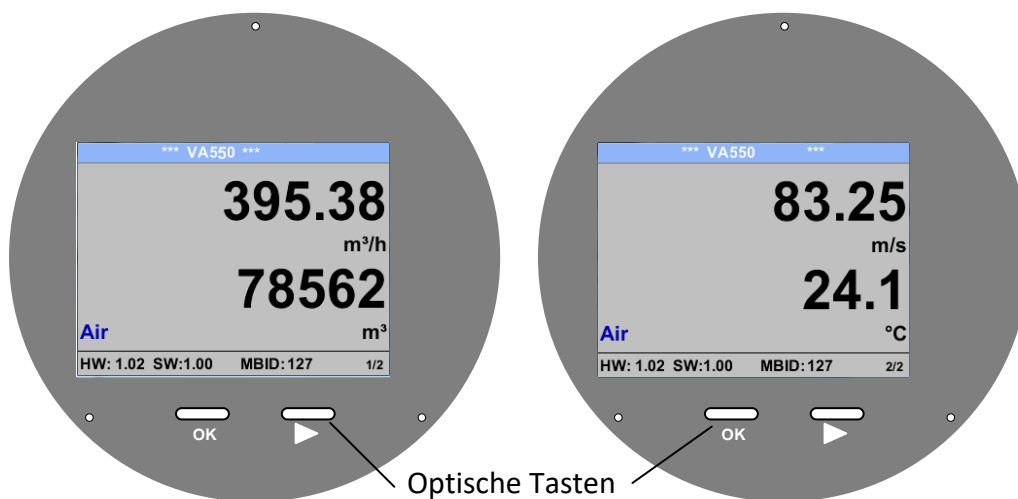 *** VA550 ***
395.38
m³/h
78562
Air m³
HW: 1.02 SW:1.00 MBID:127 1/2
OK
*** VA550 ***
83.25
m/s
24.1
Air °C
HW: 1.02 SW:1.00 MBID:127 2/2
OK
Optische Tasten